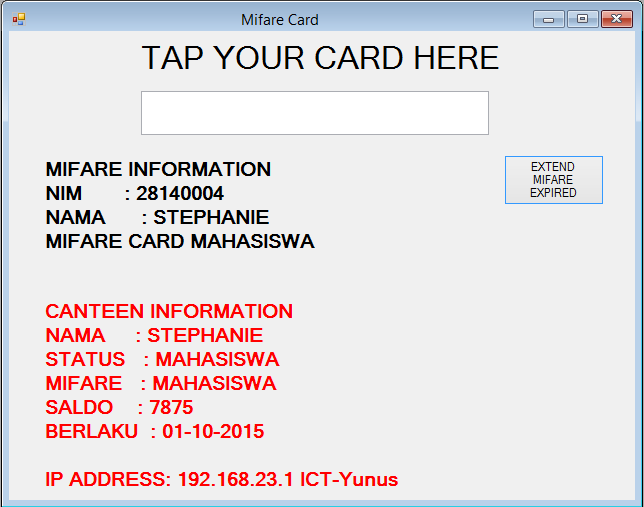 Mifare Card
TAP YOUR CARD HERE
MIFARE INFORMATION
NIM : 28140004
NAMA : STEPHANIE
MIFARE CARD MAHASISWA
EXTEND
MIFARE
EXPIRED
CANTEEN INFORMATION
NAMA : STEPHANIE
STATUS : MAHASISWA
MIFARE : MAHASISWA
SALDO : 7875
BERLAKU : 01-10-2015
IP ADDRESS: 192.168.23.1 ICT-Yunus